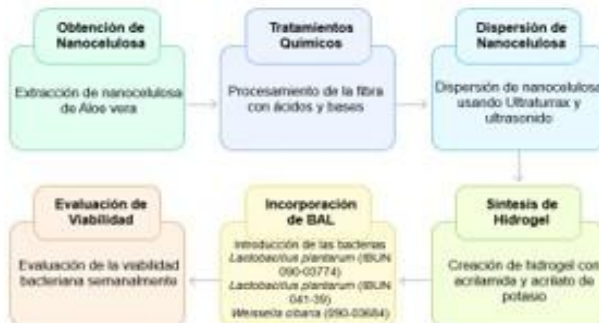 Obtención de
Nanocelulosa
Extracción de nanocelulosa
de Aloe vera
Tratamientos
Químicos
Procesamiento de la fibra
con ácidos y bases
Dispersión de
Nanocelulosa
Dispersión de nanocelulosa
usando Ultraturrax y
ultrasonido
Síntesis de
Hidrogel
Creación de hidrogel con
acrilamida y acrilato de
potasio
Incorporación
de BAL
Introducción de las bacterias
Lactobacillus plantarum (IBUN
090-03774)
Lactobacillus plantarum (IBUN
041-39)
Weissella cibaria (090-03684)
Evaluación de
Viabilidad
Evaluación de la viabilidad
bacteriana semanalmente